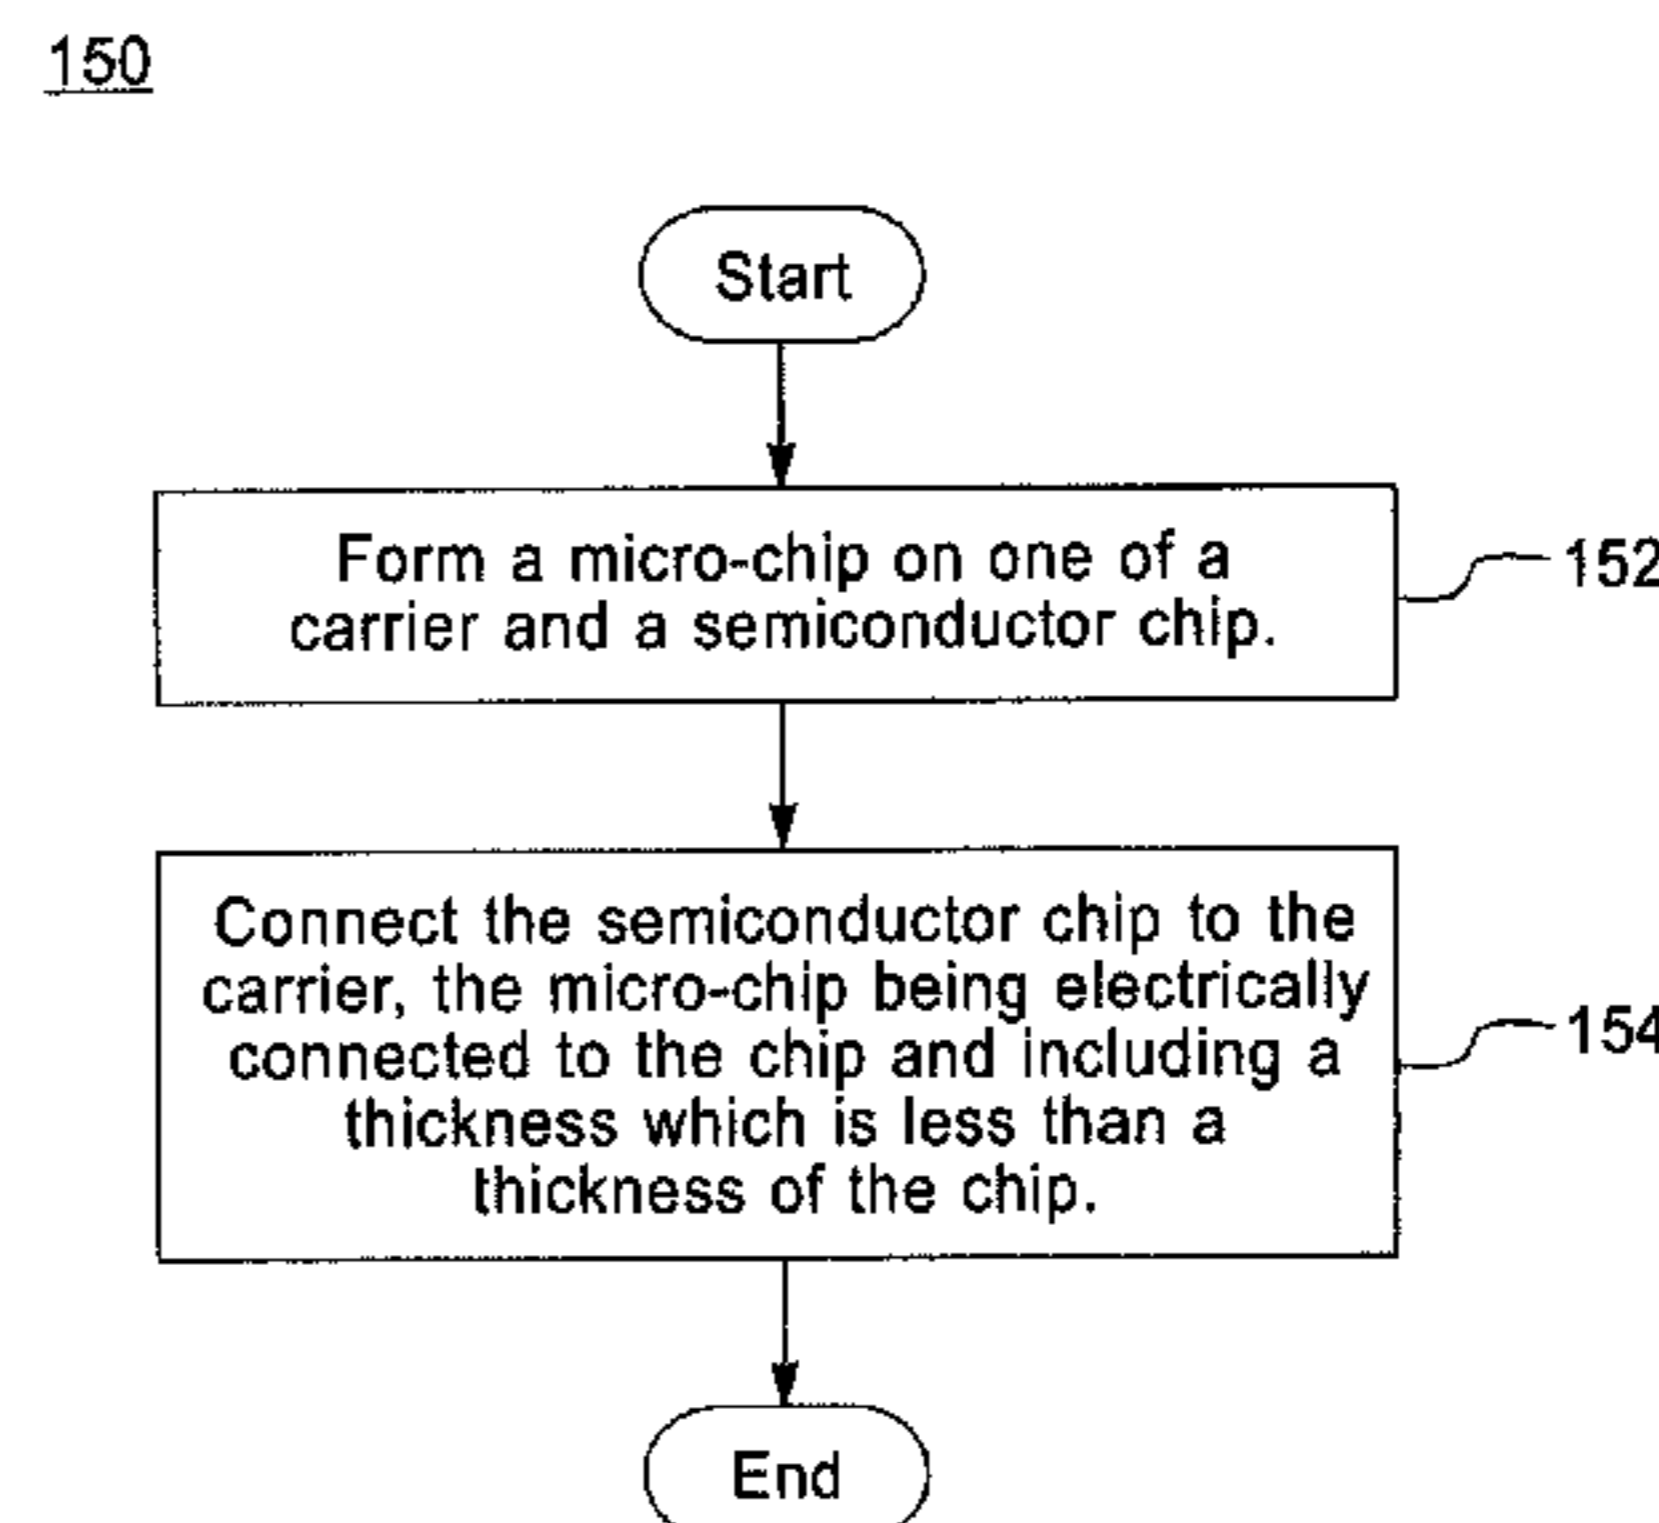 150
Start
Form a micro-chip on one of a
carrier and a semiconductor chip.
152
Connect the semiconductor chip to the
carrier, the micro-chip being electrically
connected to the chip and including a
thickness which is less than a
thickness of the chip.
154
End